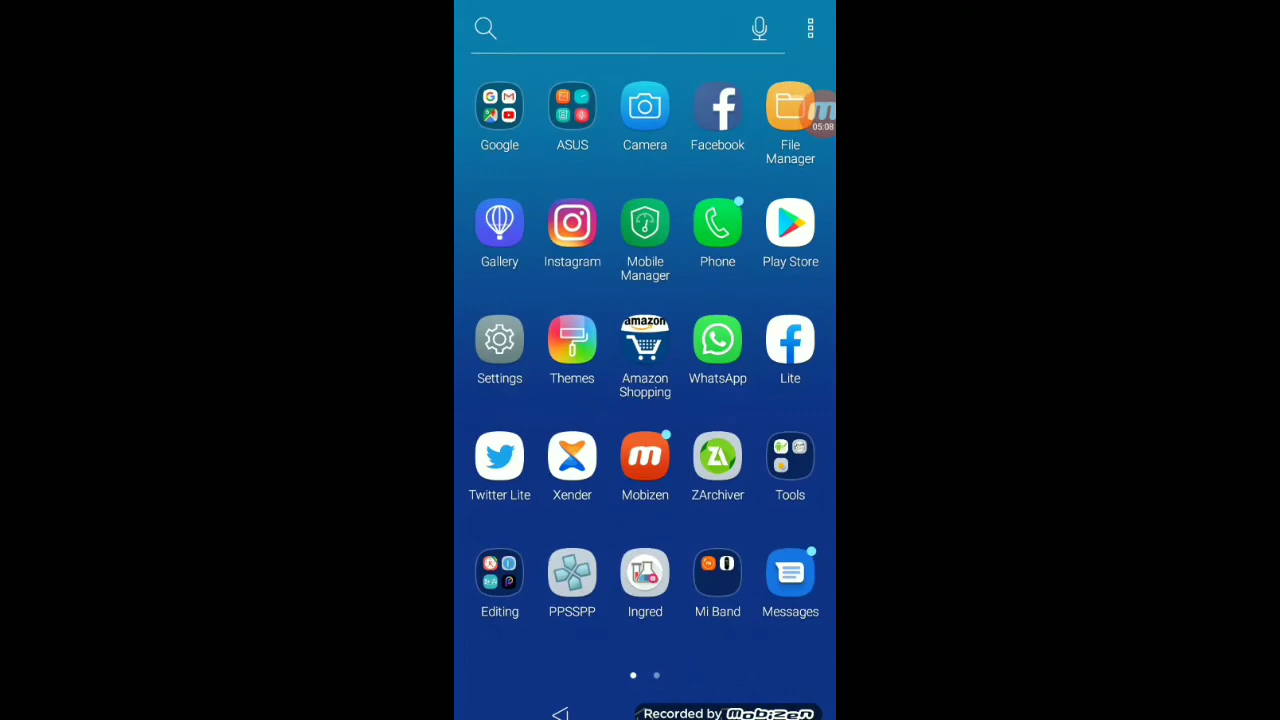 05:08
Google ASUS Camera Facebook File Manager
Gallery Instagram Mobile Manager Phone Play Store
amazon
Settings Themes Amazon Shopping WhatsApp Lite
m ZA
Twitter Lite Xender Mobizen ZArchiver Tools
Editing PPSSPP Ingred Mi Band Messages
Recorded by mobizen